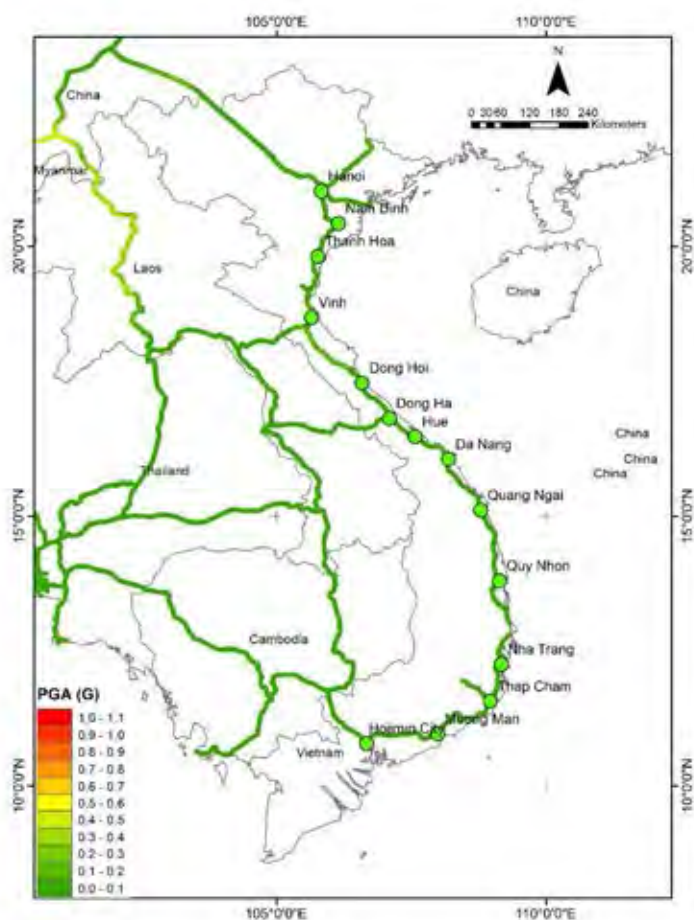 105°0'0"E 110°0'0"E
N
0 30 60 120 180 240
Kilometers
China
Myanmar
Hanoi
Nam Dinh
20°0'0"N
20°0'0"N
Thanh Hoa
Laos
China
Vinh
Dong Hoi
Dong Ha
Hue
China
Da Nang
China
China
Thailand
Quang Ngai
15°0'0"N
15°0'0"N
Quy Nhon
Cambodia
Nha Trang
Thap Cham
PGA (G)
1.0 - 1.1
0.9 - 1.0
0.8 - 0.9
0.7 - 0.8
0.6 - 0.7
0.5 - 0.6
0.4 - 0.5
0.3 - 0.4
0.2 - 0.3
0.1 - 0.2
0.0 - 0.1
Muong Man
Vietnam
10°0'0"N
10°0'0"N
105°0'0"E 110°0'0"E